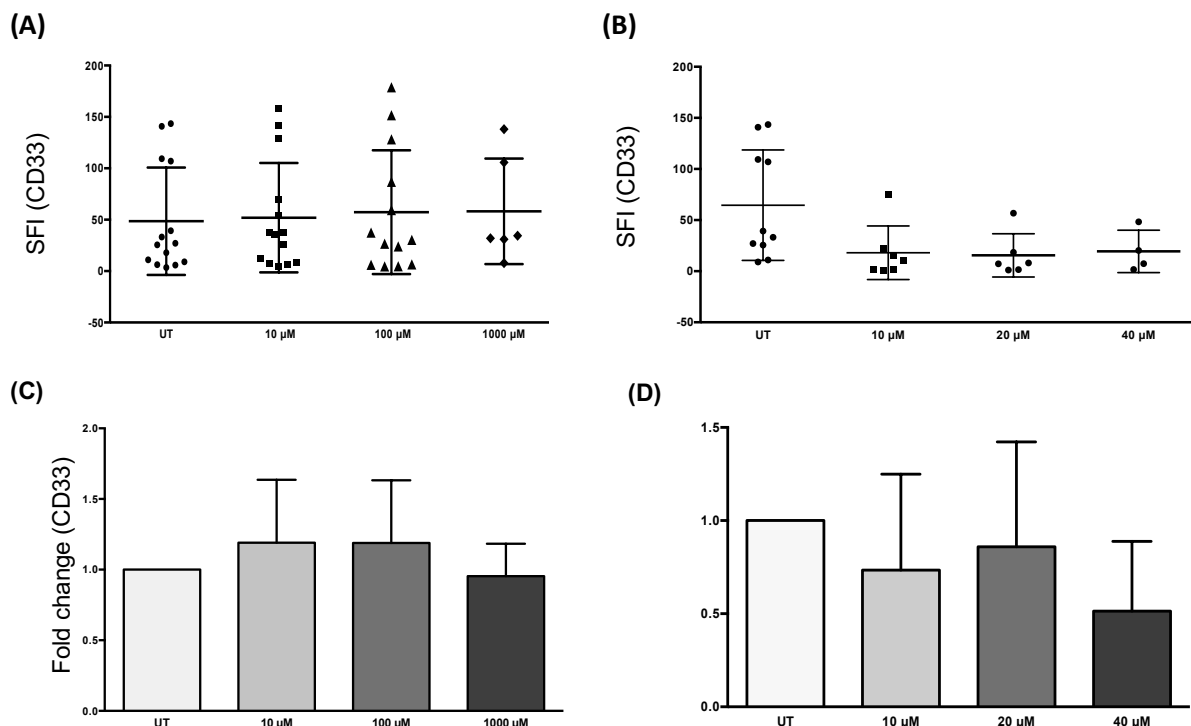 (A)
200
150
100
50
0
-50
SFI (CD33)
UT 10 µM 100 µM 1000 µM
(B)
200
150
100
50
0
-50
SFI (CD33)
UT 10 µM 20 µM 40 µM
(C)
2.0
1.5
1.0
0.5
0.0
Fold change (CD33)
UT 10 µM 100 µM 1000 µM
(D)
1.5
1.0
0.5
0.0
UT 10 µM 20 µM 40 µM